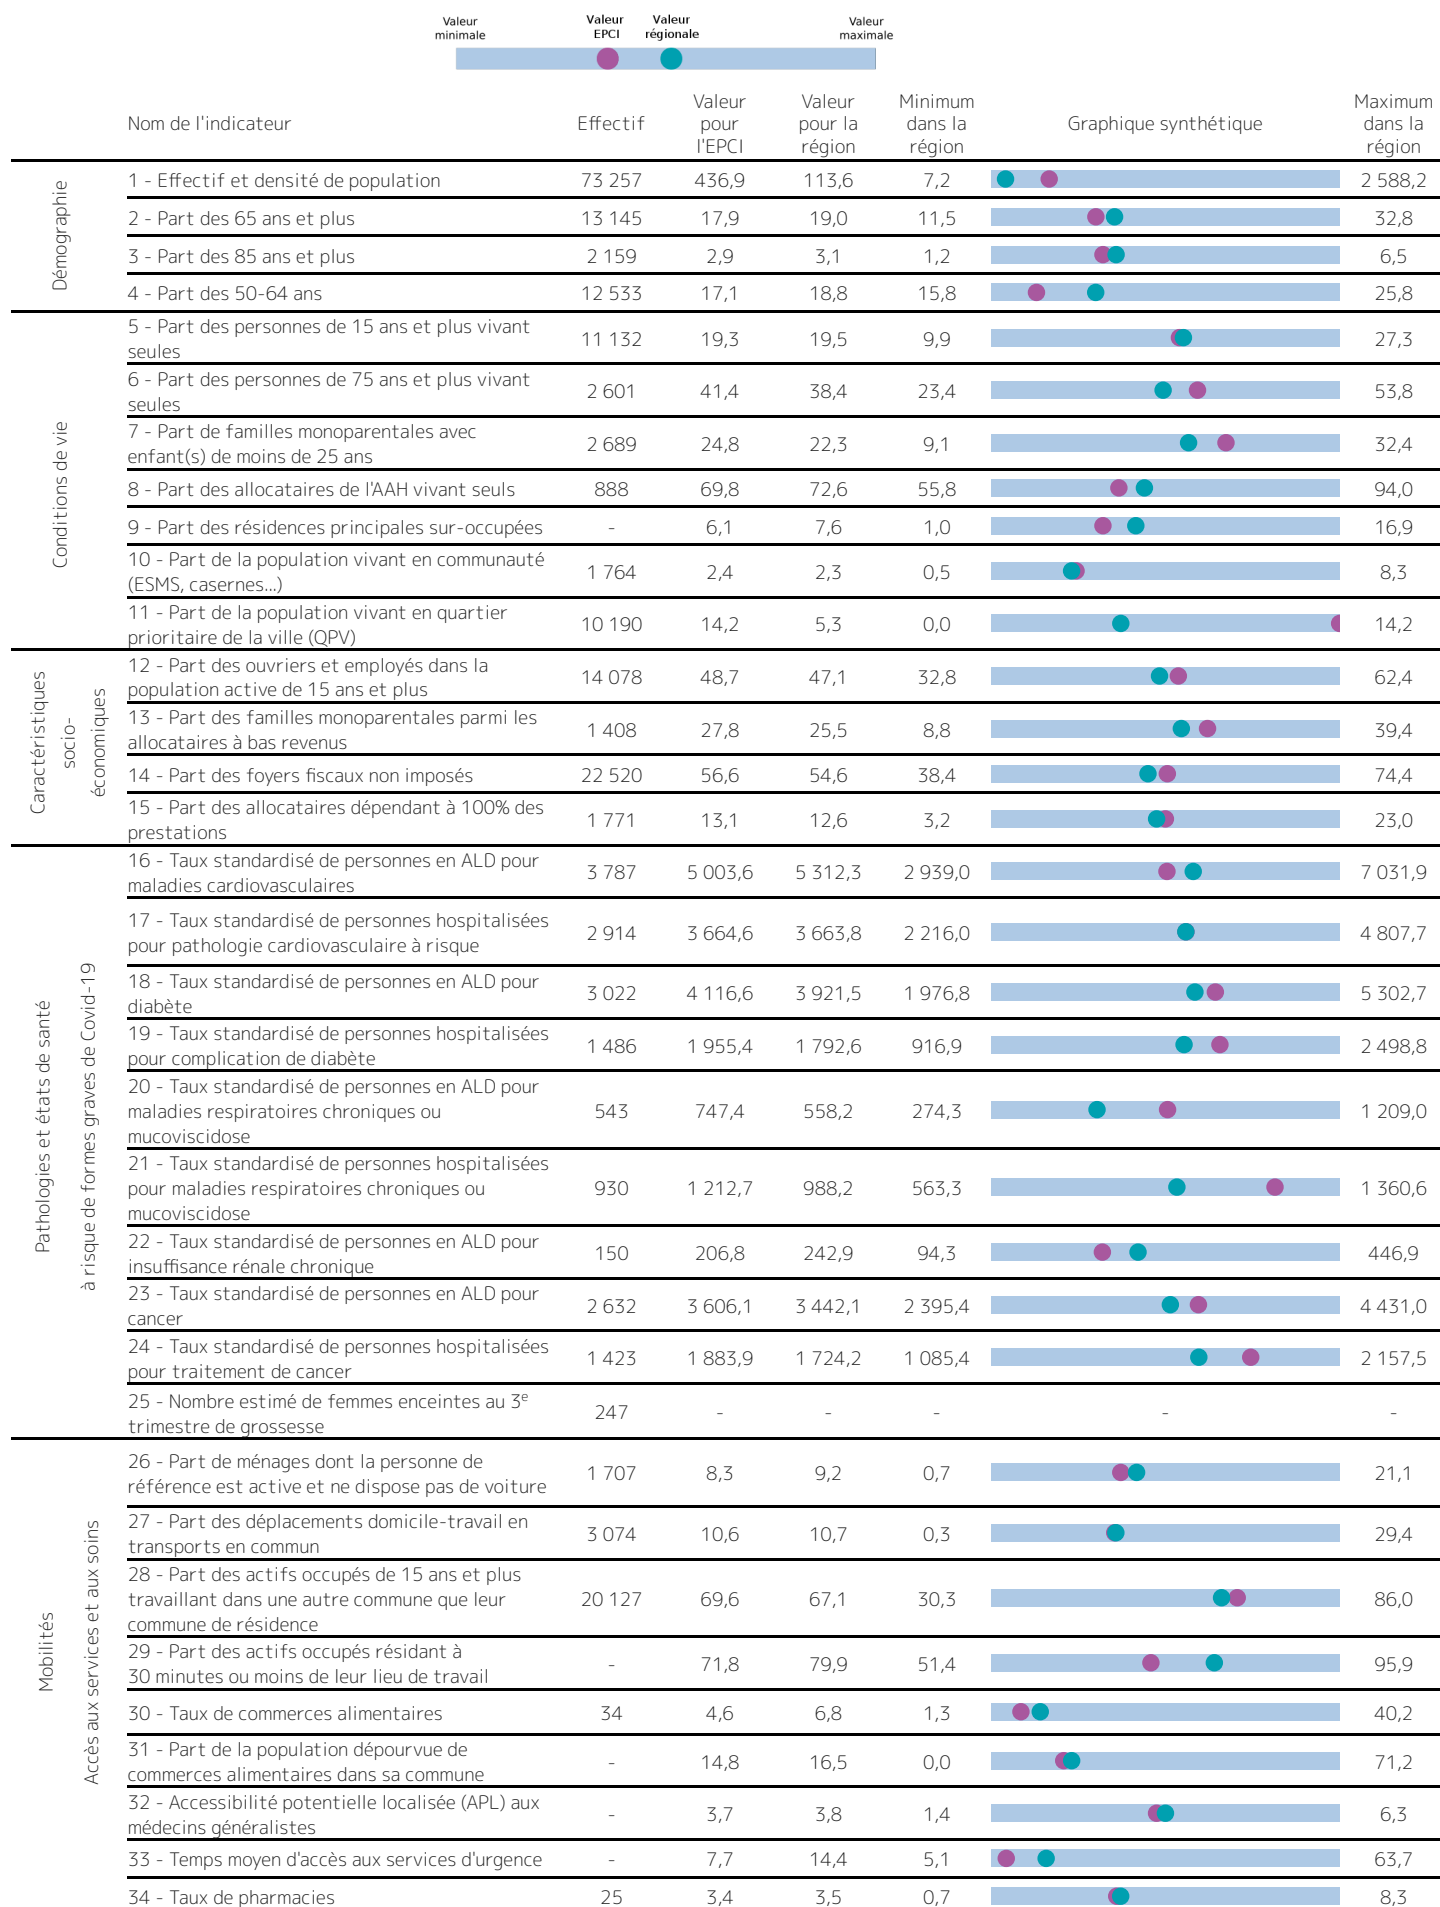 Valeur minimale
Valeur EPCI
Valeur régionale
Valeur maximale
Nom de l'indicateur
Effectif
Valeur pour l'EPCI
Valeur pour la région
Minimum dans la région
Graphique synthétique
Maximum dans la région
Démographie
1 - Effectif et densité de population 73 257 436,9 113,6 7,2 2 588,2
2 - Part des 65 ans et plus 13 145 17,9 19,0 11,5 32,8
3 - Part des 85 ans et plus 2 159 2,9 3,1 1,2 6,5
4 - Part des 50-64 ans 12 533 17,1 18,8 15,8 25,8
Conditions de vie
5 - Part des personnes de 15 ans et plus vivant
seules 11 132 19,3 19,5 9,9 27,3
6 - Part des personnes de 75 ans et plus vivant
seules 2 601 41,4 38,4 23,4 53,8
7 - Part de familles monoparentales avec
enfant(s) de moins de 25 ans 2 689 24,8 22,3 9,1 32,4
8 - Part des allocataires de l'AAH vivant seuls 888 69,8 72,6 55,8 94,0
9 - Part des résidences principales sur-occupées - 6,1 7,6 1,0 16,9
10 - Part de la population vivant en communauté
(ESMS, casernes...) 1 764 2,4 2,3 0,5 8,3
11 - Part de la population vivant en quartier
prioritaire de la ville (QPV) 10 190 14,2 5,3 0,0 14,2
Caractéristiques
socio-
économiques
12 - Part des ouvriers et employés dans la
population active de 15 ans et plus 14 078 48,7 47,1 32,8 62,4
13 - Part des familles monoparentales parmi les
allocataires à bas revenus 1 408 27,8 25,5 8,8 39,4
14 - Part des foyers fiscaux non imposés 22 520 56,6 54,6 38,4 74,4
15 - Part des allocataires dépendant à 100% des
prestations 1 771 13,1 12,6 3,2 23,0
Pathologies et états de santé
à risque de formes graves de Covid-19
16 - Taux standardisé de personnes en ALD pour
maladies cardiovasculaires 3 787 5 003,6 5 312,3 2 939,0 7 031,9
17 - Taux standardisé de personnes hospitalisées
pour pathologie cardiovasculaire à risque 2 914 3 664,6 3 663,8 2 216,0 4 807,7
18 - Taux standardisé de personnes en ALD pour
diabète 3 022 4 116,6 3 921,5 1 976,8 5 302,7
19 - Taux standardisé de personnes hospitalisées
pour complication de diabète 1 486 1 955,4 1 792,6 916,9 2 498,8
20 - Taux standardisé de personnes en ALD pour
maladies respiratoires chroniques ou
mucoviscidose 543 747,4 558,2 274,3 1 209,0
21 - Taux standardisé de personnes hospitalisées
pour maladies respiratoires chroniques ou
mucoviscidose 930 1 212,7 988,2 563,3 1 360,6
22 - Taux standardisé de personnes en ALD pour
insuffisance rénale chronique 150 206,8 242,9 94,3 446,9
23 - Taux standardisé de personnes en ALD pour
cancer 2 632 3 606,1 3 442,1 2 395,4 4 431,0
24 - Taux standardisé de personnes hospitalisées
pour traitement de cancer 1 423 1 883,9 1 724,2 1 085,4 2 157,5
25 - Nombre estimé de femmes enceintes au 3e
trimestre de grossesse 247 - - - - -
Mobilités
Accès aux services et aux soins
26 - Part de ménages dont la personne de
référence est active et ne dispose pas de voiture 1 707 8,3 9,2 0,7 21,1
27 - Part des déplacements domicile-travail en
transports en commun 3 074 10,6 10,7 0,3 29,4
28 - Part des actifs occupés de 15 ans et plus
travaillant dans une autre commune que leur
commune de résidence 20 127 69,6 67,1 30,3 86,0
29 - Part des actifs occupés résidant à
30 minutes ou moins de leur lieu de travail - 71,8 79,9 51,4 95,9
30 - Taux de commerces alimentaires 34 4,6 6,8 1,3 40,2
31 - Part de la population dépourvue de
commerces alimentaires dans sa commune - 14,8 16,5 0,0 71,2
32 - Accessibilité potentielle localisée (APL) aux
médecins généralistes - 3,7 3,8 1,4 6,3
33 - Temps moyen d'accès aux services d'urgence - 7,7 14,4 5,1 63,7
34 - Taux de pharmacies 25 3,4 3,5 0,7 8,3